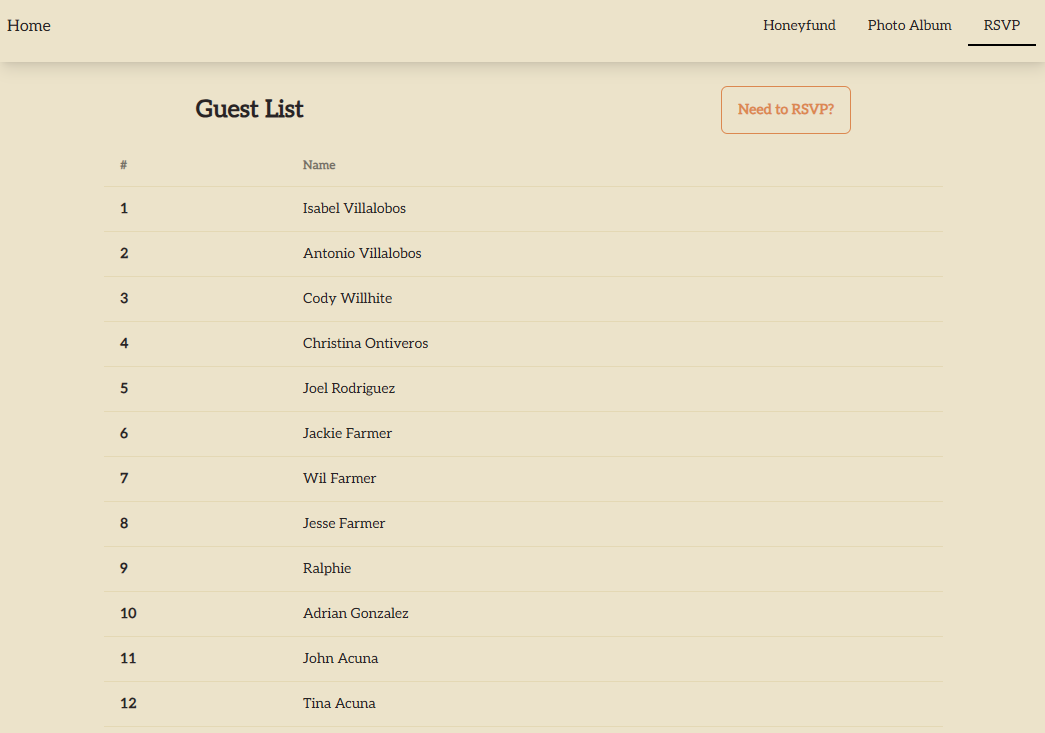 Home Honeyfund Photo Album RSVP
Guest List Need to RSVP?
# Name
1 Isabel Villalobos
2 Antonio Villalobos
3 Cody Willhite
4 Christina Ontiveros
5 Joel Rodriguez
6 Jackie Farmer
7 Wil Farmer
8 Jesse Farmer
9 Ralphie
10 Adrian Gonzalez
11 John Acuna
12 Tina Acuna